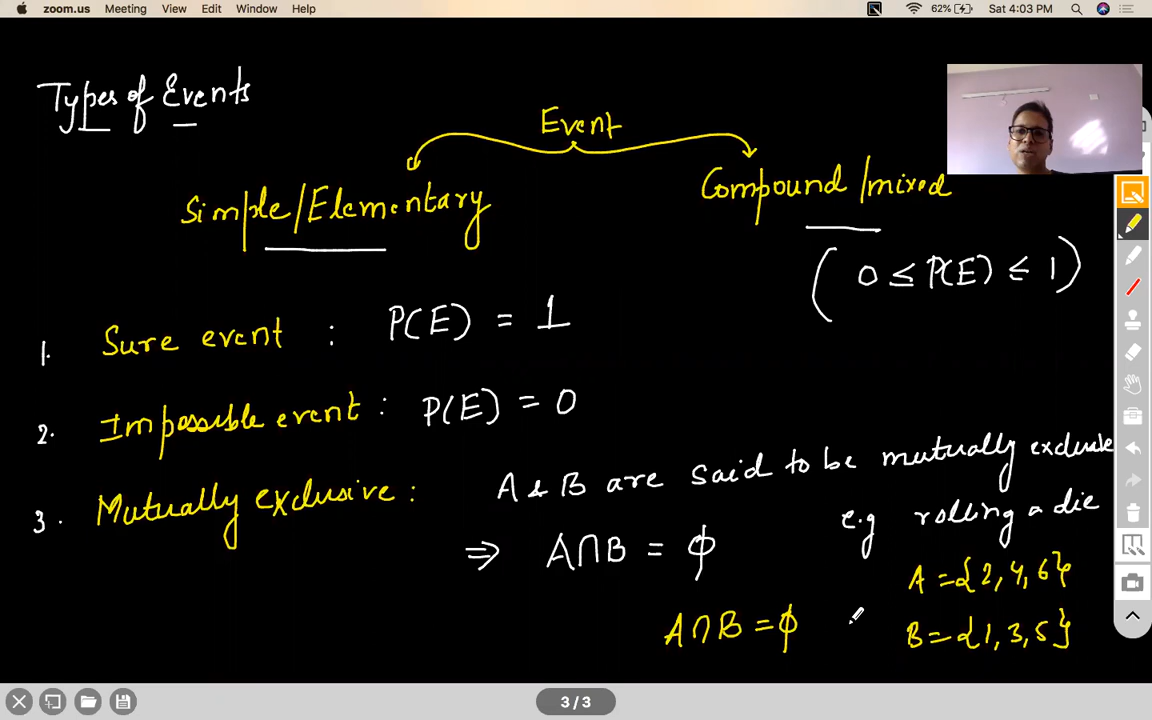 zoom.us Meeting View Edit Window Help 62% Sat 4:03 PM
Types of Events
Event
Simple/Elementary
Compound/mixed
(0 ≤ P(E) ≤ 1)
1. Sure event : P(E) = 1
2. Impossible event : P(E) = 0
3. Mutually exclusive : A & B are said to be mutually exclusive
⇒ A∩B = ϕ
e.g rolling a die
A = {2, 4, 6}
B = {1, 3, 5}
A∩B = ϕ
3 / 3